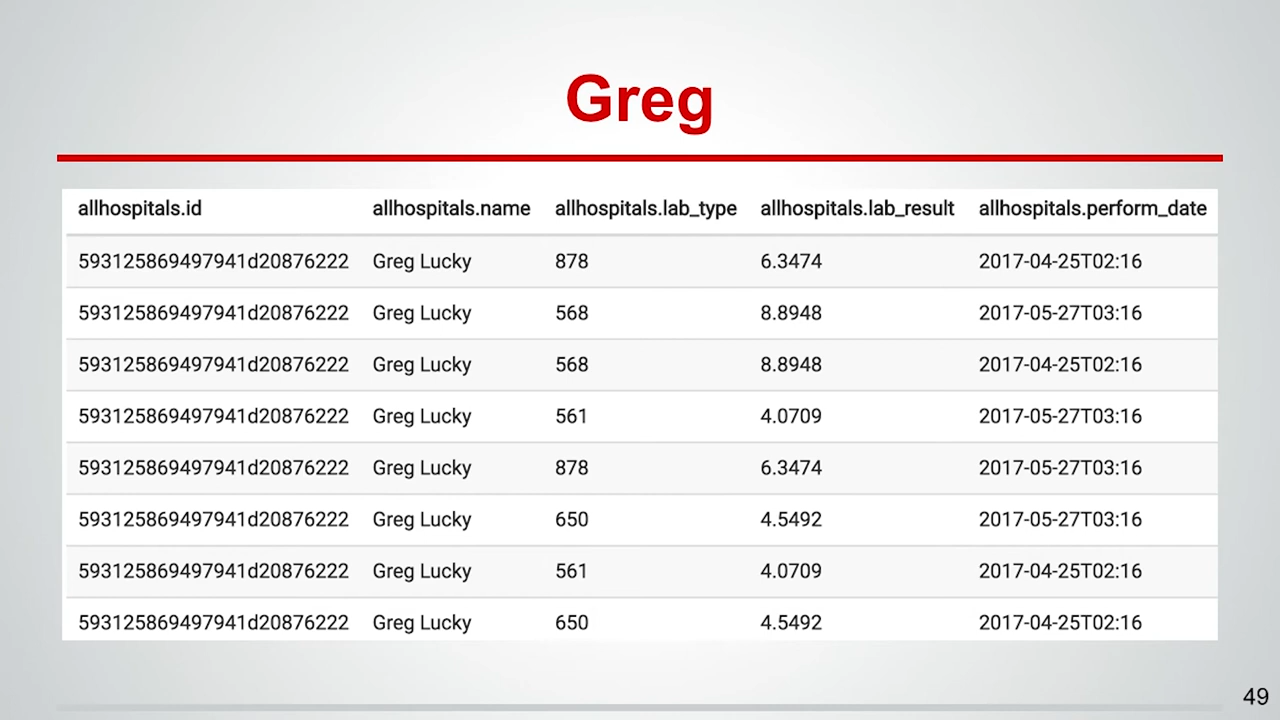 Greg
allhospitals.id allhospitals.name allhospitals.lab_type allhospitals.lab_result allhospitals.perform_date
593125869497941d20876222 Greg Lucky 878 6.3474 2017-04-25T02:16
593125869497941d20876222 Greg Lucky 568 8.8948 2017-05-27T03:16
593125869497941d20876222 Greg Lucky 568 8.8948 2017-04-25T02:16
593125869497941d20876222 Greg Lucky 561 4.0709 2017-05-27T03:16
593125869497941d20876222 Greg Lucky 878 6.3474 2017-05-27T03:16
593125869497941d20876222 Greg Lucky 650 4.5492 2017-05-27T03:16
593125869497941d20876222 Greg Lucky 561 4.0709 2017-04-25T02:16
593125869497941d20876222 Greg Lucky 650 4.5492 2017-04-25T02:16
49